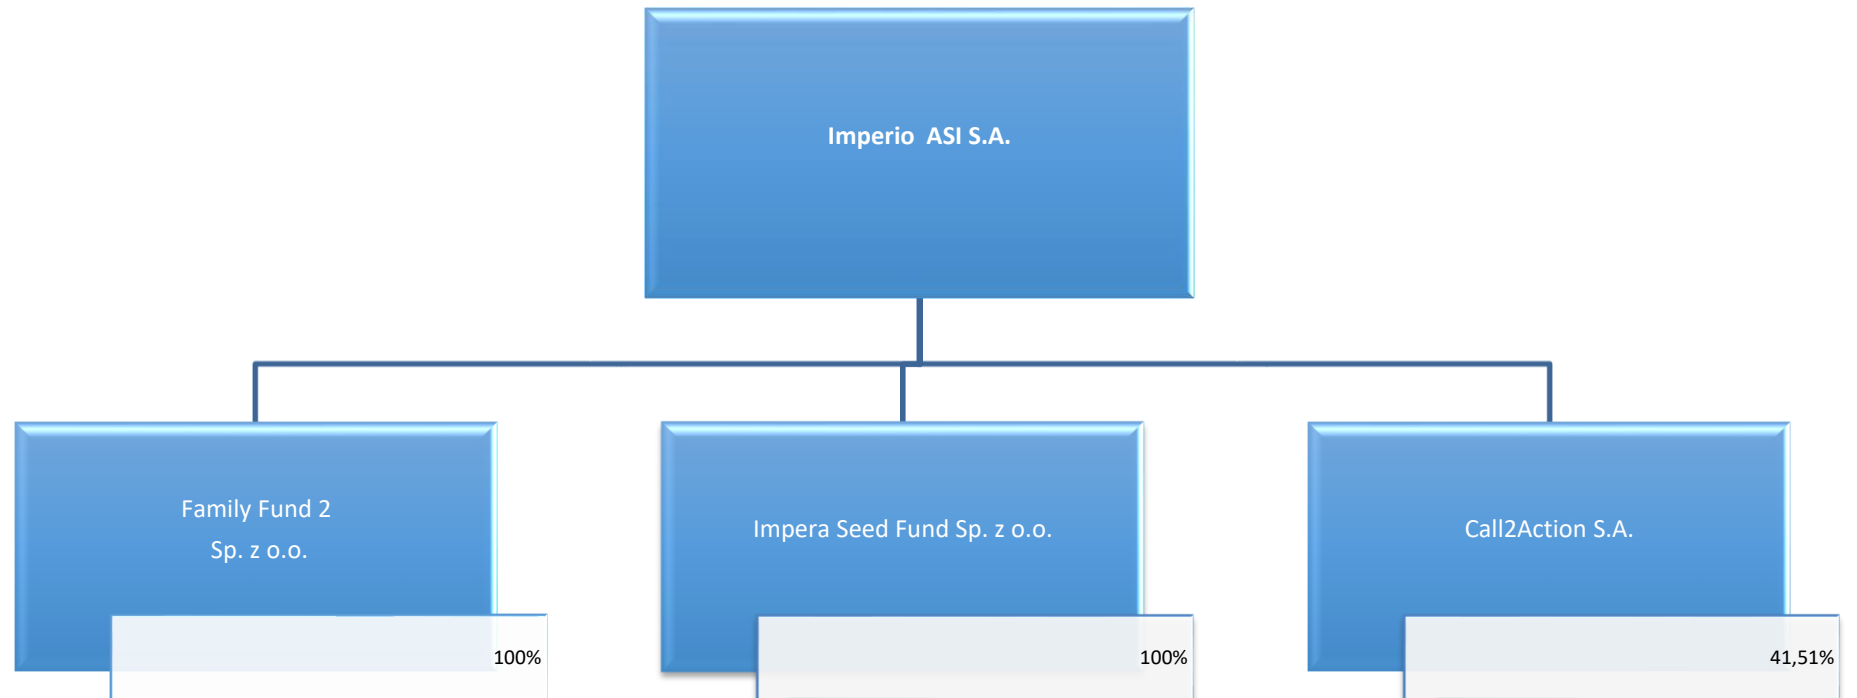 Imperio  ASI S.A.
Family Fund 2
Sp. z o.o.
Impera Seed Fund Sp. z o.o.
Call2Action S.A.
100%
100%
41,51%